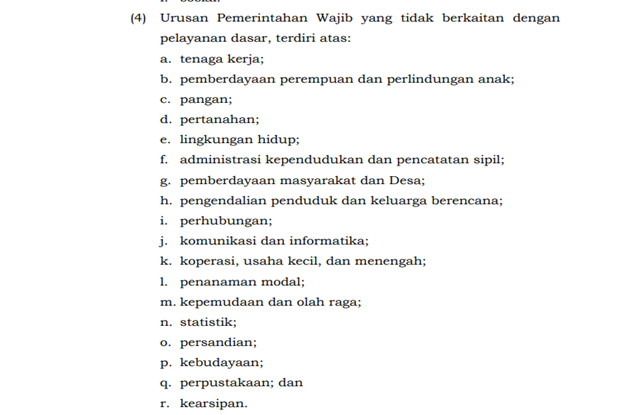 (4) Urusan Pemerintahan Wajib yang tidak berkaitan dengan
pelayanan dasar, terdiri atas:
a. tenaga kerja;
b. pemberdayaan perempuan dan perlindungan anak;
c. pangan;
d. pertanahan;
e. lingkungan hidup;
f. administrasi kependudukan dan pencatatan sipil;
g. pemberdayaan masyarakat dan Desa;
h. pengendalian penduduk dan keluarga berencana;
i. perhubungan;
j. komunikasi dan informatika;
k. koperasi, usaha kecil, dan menengah;
l. penanaman modal;
m. kepemudaan dan olah raga;
n. statistik;
o. persandian;
p. kebudayaan;
q. perpustakaan; dan
r. kearsipan.